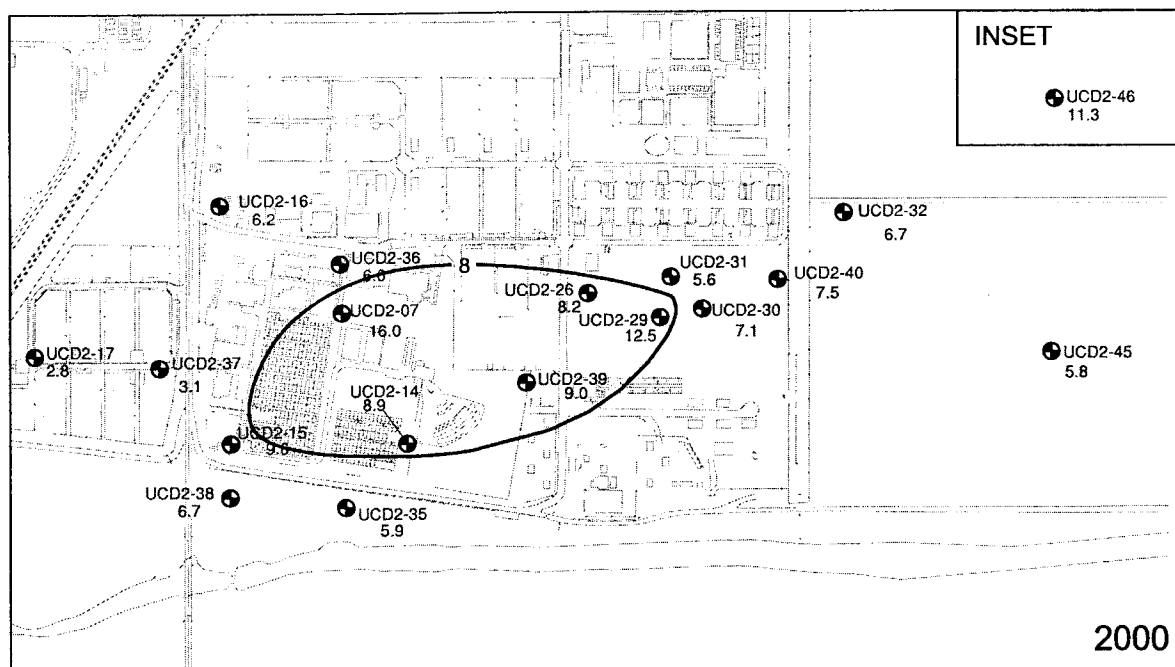 INSET
UCD2-46
11.3
UCD2-16
6.2
UCD2-32
6.7
UCD2-36
6.0
8
UCD2-31
5.6
UCD2-40
7.5
UCD2-26
8.2
UCD2-07
16.0
UCD2-29
12.5
UCD2-30
7.1
UCD2-17
2.8
UCD2-37
3.1
UCD2-45
5.8
UCD2-14
8.9
UCD2-39
9.0
UCD2-15
UCD2-38
6.7
UCD2-35
5.9
2000